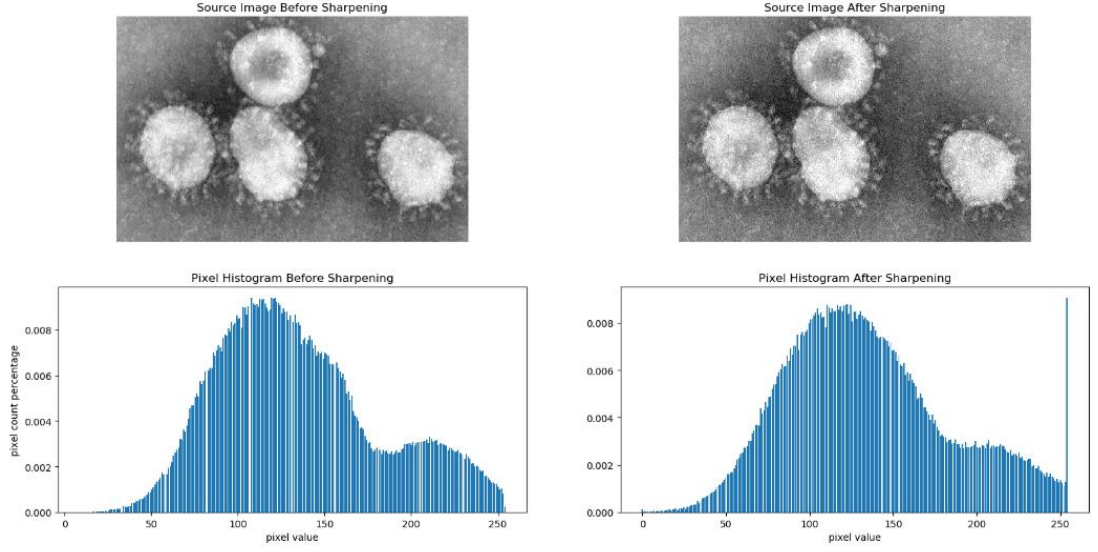 Source Image Before Sharpening
Source Image After Sharpening
Pixel Histogram Before Sharpening
pixel count percentage
0.008
0.006
0.004
0.002
0.000
0 50 100 150 200 250
pixel value
Pixel Histogram After Sharpening
0.008
0.006
0.004
0.002
0.000
0 50 100 150 200 250
pixel value